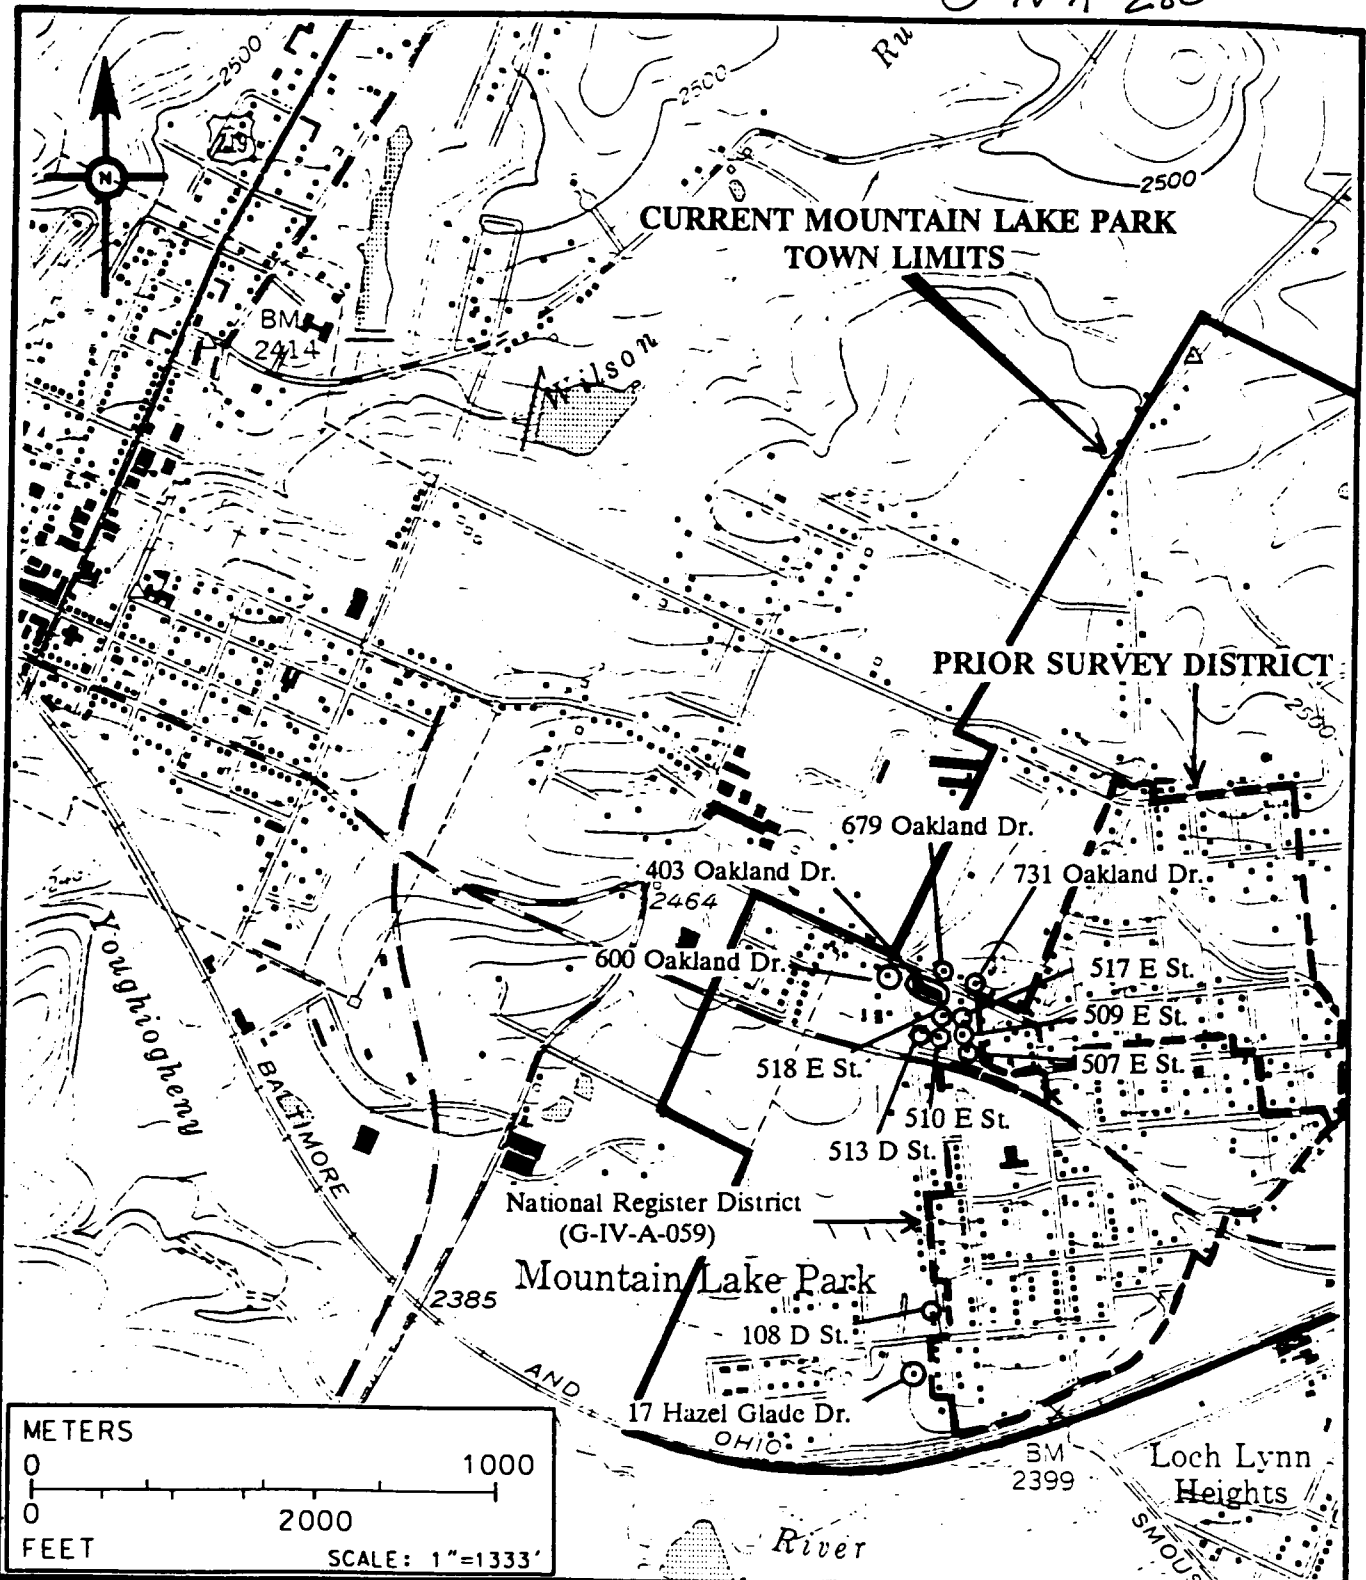 2500
Ru
2500
219
2500
N
CURRENT MOUNTAIN LAKE PARK
TOWN LIMITS
BM
2414
Wilson
PRIOR SURVEY DISTRICT
2500
679 Oakland Dr.
403 Oakland Dr.
731 Oakland Dr.
2464
600 Oakland Dr.
517 E St.
509 E St.
518 E St.
507 E St.
510 E St.
513 D St.
Youghiogheny
BALTIMORE
National Register District
(G-IV-A-059)
Mountain Lake Park
2385
108 D St.
AND
17 Hazel Glade Dr.
OHIO
BM
2399
Loch Lynn
Heights
SMOUS
River
METERS
0 1000
0 2000
FEET
SCALE: 1"=1333'